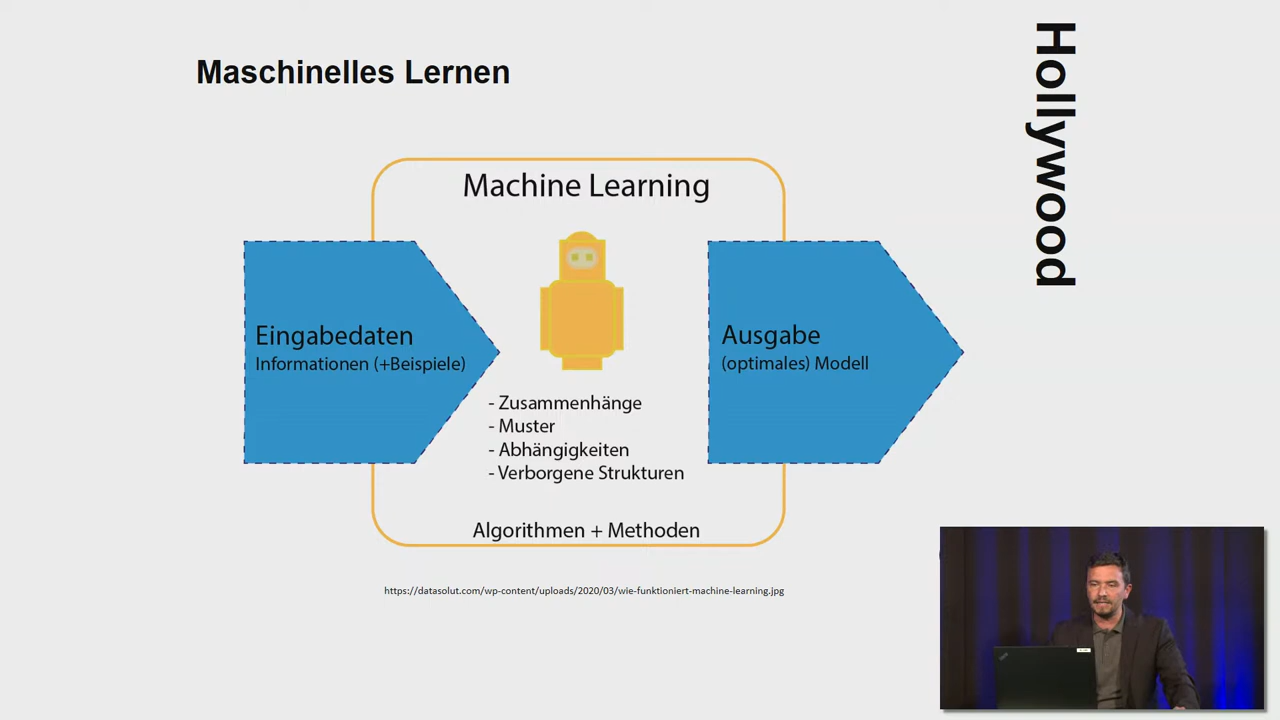 Maschinelles Lernen
Hollywood
Machine Learning
Eingabedaten
Informationen (+Beispiele)
- Zusammenhänge
- Muster
- Abhängigkeiten
- Verborgene Strukturen
Algorithmen + Methoden
Ausgabe
(optimales) Modell
https://datasolut.com/wp-content/uploads/2020/03/wie-funktioniert-machine-learning.jpg